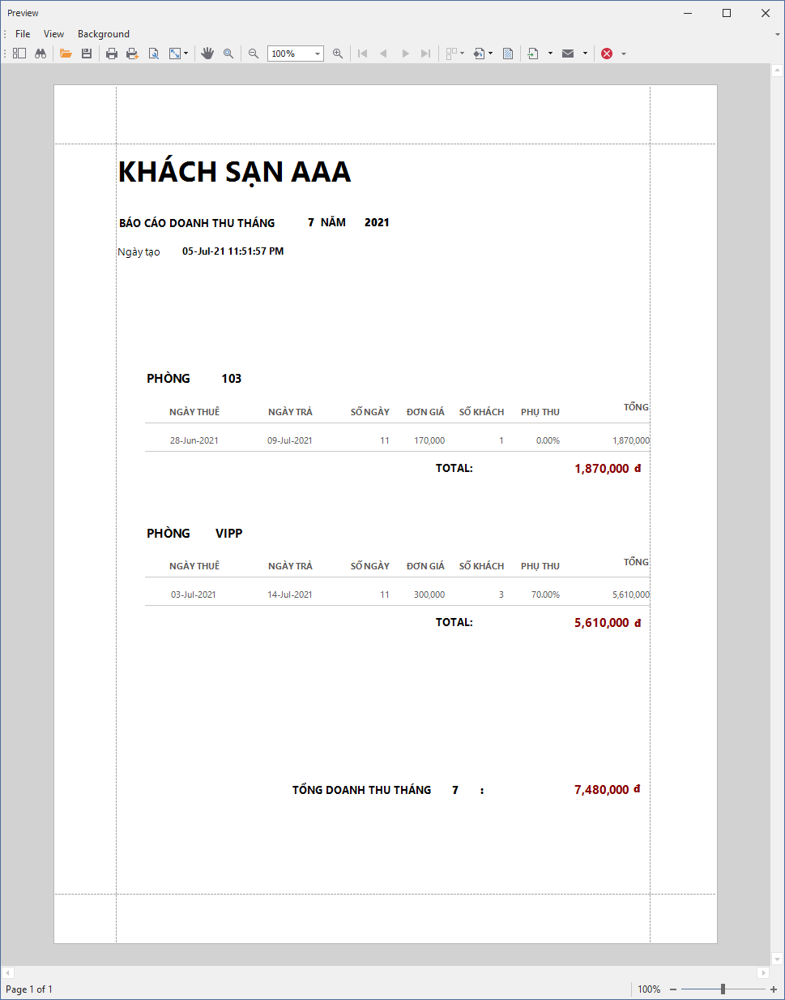 Preview
File View Background
100%
KHÁCH SẠN AAA
BÁO CÁO DOANH THU THÁNG 7 NĂM 2021
Ngày tạo 05-Jul-21 11:51:57 PM
PHÒNG 103
NGÀY THUÊ NGÀY TRẢ SỐ NGÀY ĐƠN GIÁ SỐ KHÁCH PHỤ THU TỔNG
28-Jun-2021 09-Jul-2021 11 170,000 1 0.00% 1,870,000
TOTAL: 1,870,000 đ
PHÒNG VIPP
NGÀY THUÊ NGÀY TRẢ SỐ NGÀY ĐƠN GIÁ SỐ KHÁCH PHỤ THU TỔNG
03-Jul-2021 14-Jul-2021 11 300,000 3 70.00% 5,610,000
TOTAL: 5,610,000 đ
TỔNG DOANH THU THÁNG 7 : 7,480,000 đ
Page 1 of 1 100%